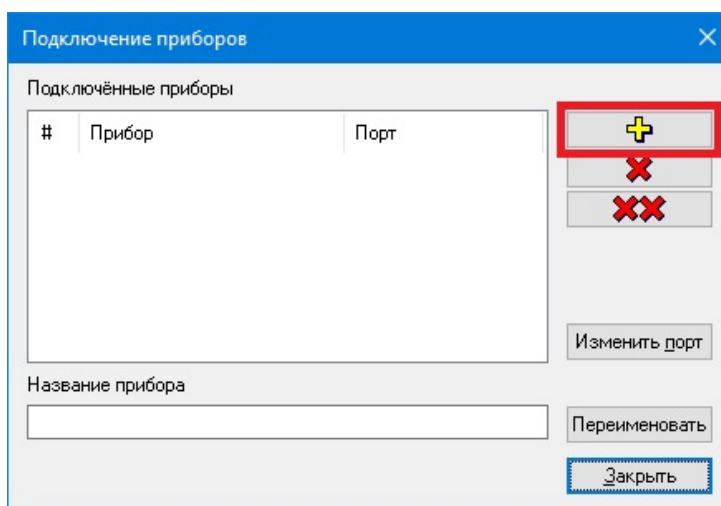 Подключение приборов
Подключённые приборы
# Прибор Порт
Изменить порт
Название прибора
Переименовать
Закрыть